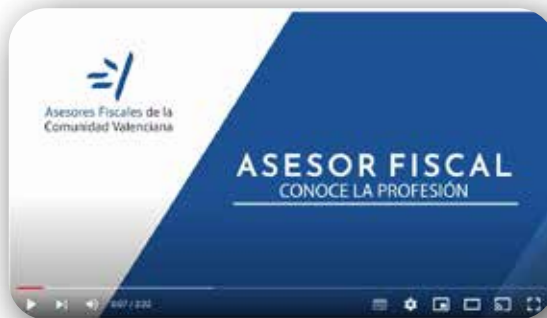 Asesores Fiscales de la
Comunidad Valenciana
ASESOR FISCAL
CONOCE LA PROFESIÓN